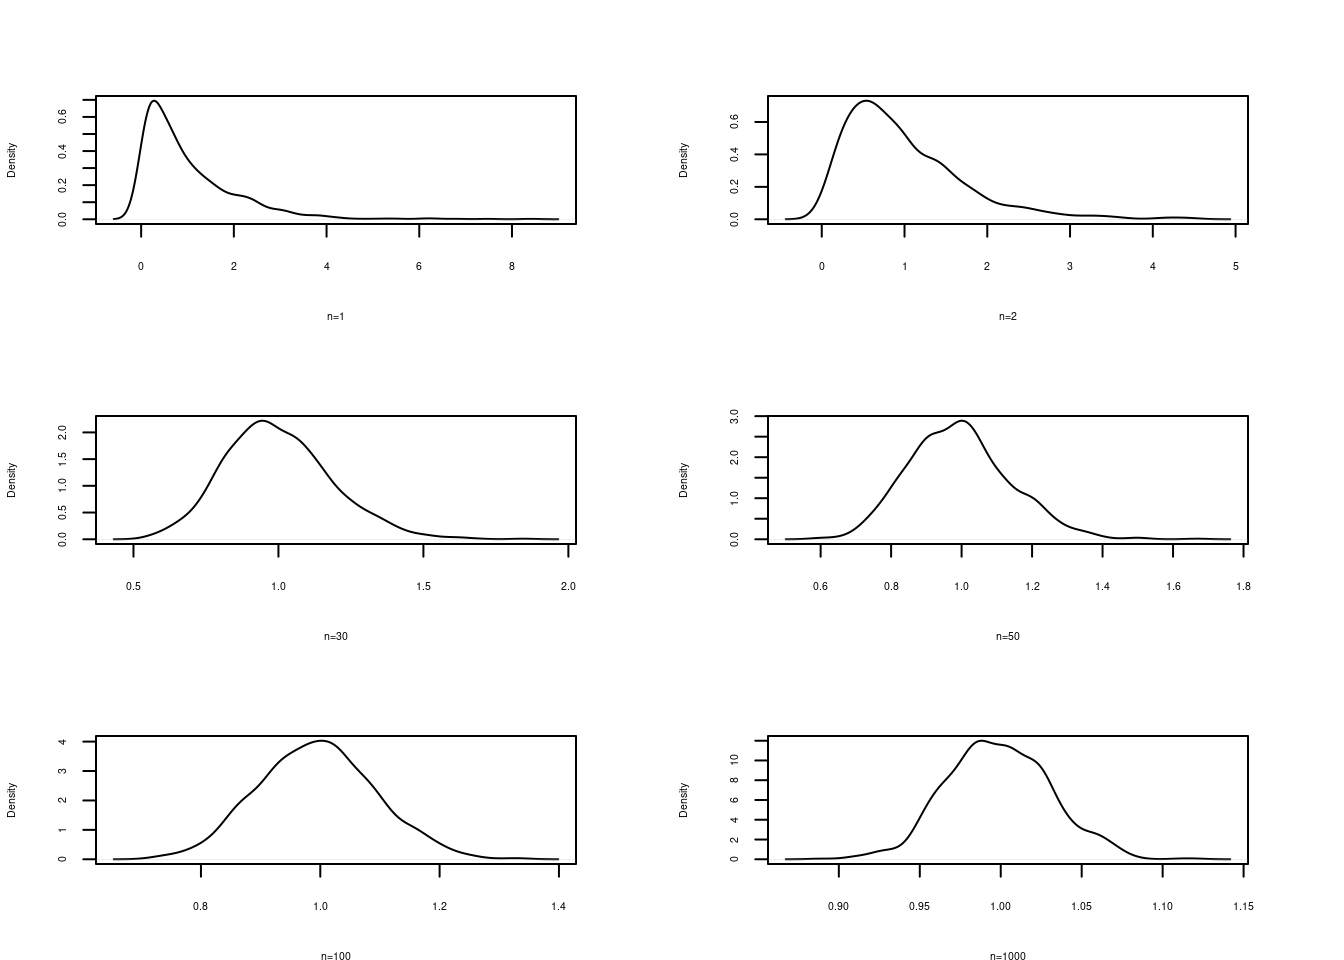 Density
0.0 0.2 0.4 0.6
0 2 4 6 8
n=1
Density
0.0 0.2 0.4 0.6
0 1 2 3 4 5
n=2
Density
0.0 0.5 1.0 1.5 2.0
0.5 1.0 1.5 2.0
n=30
Density
0.0 1.0 2.0 3.0
0.6 0.8 1.0 1.2 1.4 1.6 1.8
n=50
Density
0 1 2 3 4
0.8 1.0 1.2 1.4
n=100
Density
0 2 4 6 8 10
0.90 0.95 1.00 1.05 1.10 1.15
n=1000